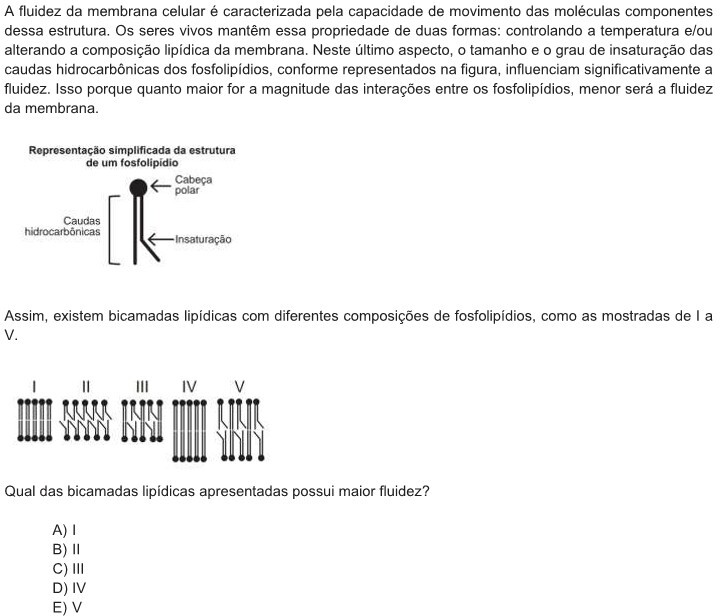 A fluidez da membrana celular é caracterizada pela capacidade de movimento das moléculas componentes
dessa estrutura. Os seres vivos mantêm essa propriedade de duas formas: controlando a temperatura e/ou
alterando a composição lipídica da membrana. Neste último aspecto, o tamanho e o grau de insaturação das
caudas hidrocarbônicas dos fosfolipídios, conforme representados na figura, influenciam significativamente a
fluidez. Isso porque quanto maior for a magnitude das interações entre os fosfolipídios, menor será a fluidez
da membrana.
Representação simplificada da estrutura
de um fosfolipídio
Cabeça
polar
Caudas
hidrocarbônicas
Insaturação
Assim, existem bicamadas lipídicas com diferentes composições de fosfolipídios, como as mostradas de I a
V.
I II III IV V
Qual das bicamadas lipídicas apresentadas possui maior fluidez?
A) I
B) II
C) III
D) IV
E) V